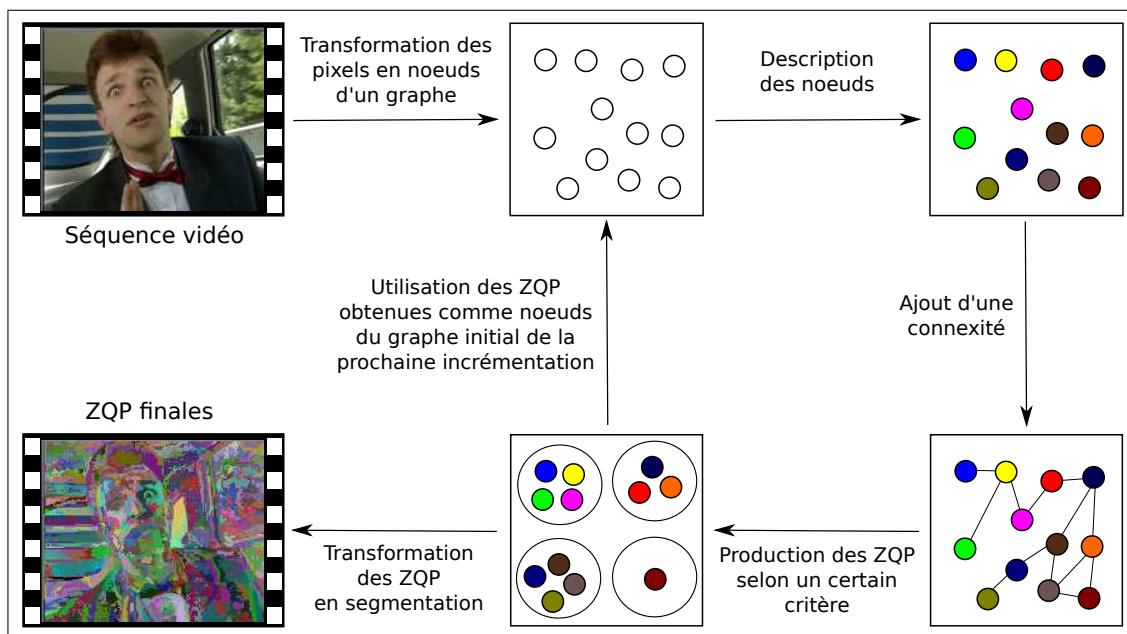 Transformation des
pixels en noeuds
d'un graphe
Description
des noeuds
Séquence vidéo
Utilisation des ZQP
obtenues comme noeuds
du graphe initial de la
prochaine incrémentation
Ajout d'une
connexité
ZQP finales
Transformation
des ZQP
en segmentation
Production des ZQP
selon un certain
critère